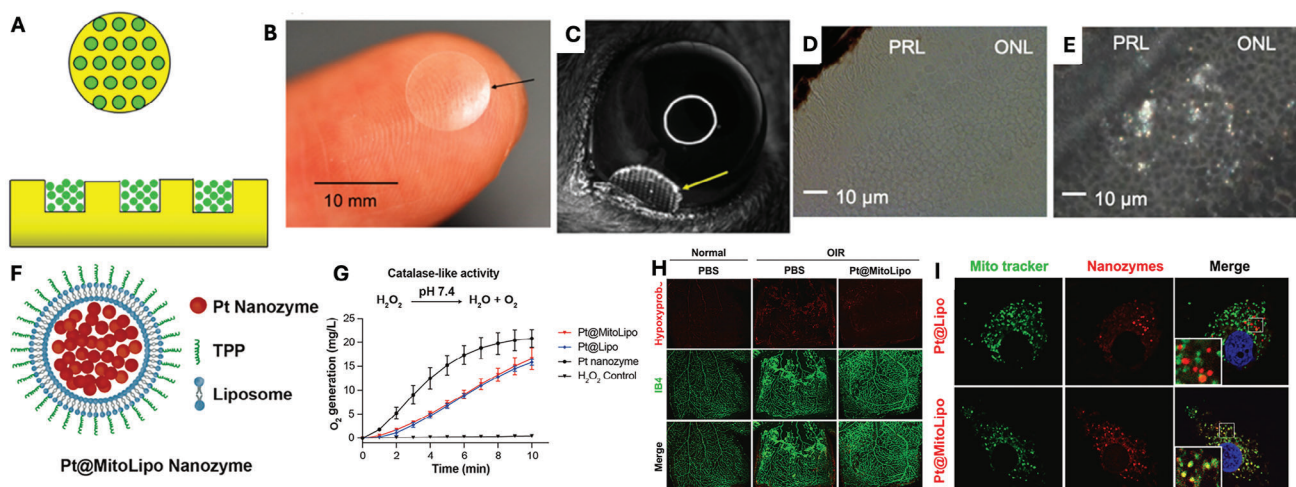 A
B
10 mm
C
D
PRL ONL
10 μm
E
PRL ONL
10 μm
F
Pt Nanozyme
TPP
Liposome
Pt@MitoLipo Nanozyme
G
Catalase-like activity
pH 7.4
H₂O₂ H₂O + O₂
Pt@MitoLipo
Pt@Lipo
Pt nanozyme
H₂O₂ Control
O₂ generation (mg/L)
25
20
15
10
5
0
0 2 4 6 8 10
Time (min)
H
Normal OIR
PBS PBS Pt@MitoLipo
IB4
Merge
I
Mito tracker Nanozymes Merge
Pt@Lipo
Pt@MitoLipo